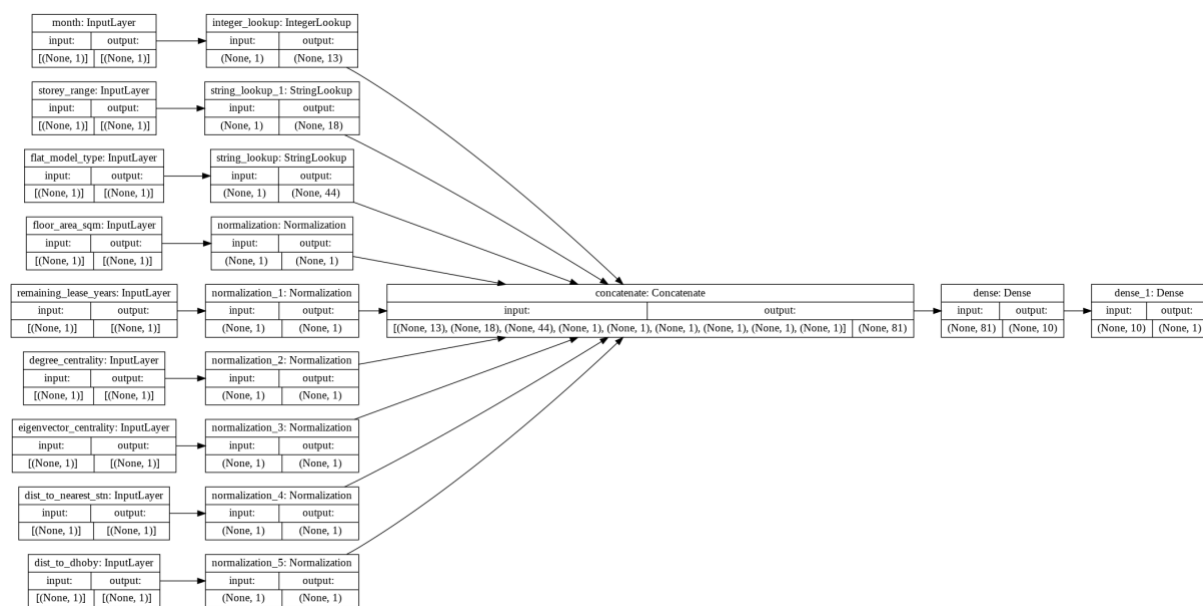 month: InputLayer
input: output:
[(None, 1)] [(None, 1)]
integer_lookup: IntegerLookup
input: output:
(None, 1) (None, 13)
storey_range: InputLayer
input: output:
[(None, 1)] [(None, 1)]
string_lookup_1: StringLookup
input: output:
(None, 1) (None, 18)
flat_model_type: InputLayer
input: output:
[(None, 1)] [(None, 1)]
string_lookup: StringLookup
input: output:
(None, 1) (None, 44)
floor_area_sqm: InputLayer
input: output:
[(None, 1)] [(None, 1)]
normalization: Normalization
input: output:
(None, 1) (None, 1)
remaining_lease_years: InputLayer
input: output:
[(None, 1)] [(None, 1)]
normalization_1: Normalization
input: output:
(None, 1) (None, 1)
concatenate: Concatenate
input: output:
[(None, 13), (None, 18), (None, 44), (None, 1), (None, 1), (None, 1), (None, 1), (None, 1), (None, 1)] (None, 81)
dense: Dense
input: output:
(None, 81) (None, 10)
dense_1: Dense
input: output:
(None, 10) (None, 1)
degree_centrality: InputLayer
input: output:
[(None, 1)] [(None, 1)]
normalization_2: Normalization
input: output:
(None, 1) (None, 1)
eigenvector_centrality: InputLayer
input: output:
[(None, 1)] [(None, 1)]
normalization_3: Normalization
input: output:
(None, 1) (None, 1)
dist_to_nearest_stn: InputLayer
input: output:
[(None, 1)] [(None, 1)]
normalization_4: Normalization
input: output:
(None, 1) (None, 1)
dist_to_dhoby: InputLayer
input: output:
[(None, 1)] [(None, 1)]
normalization_5: Normalization
input: output:
(None, 1) (None, 1)